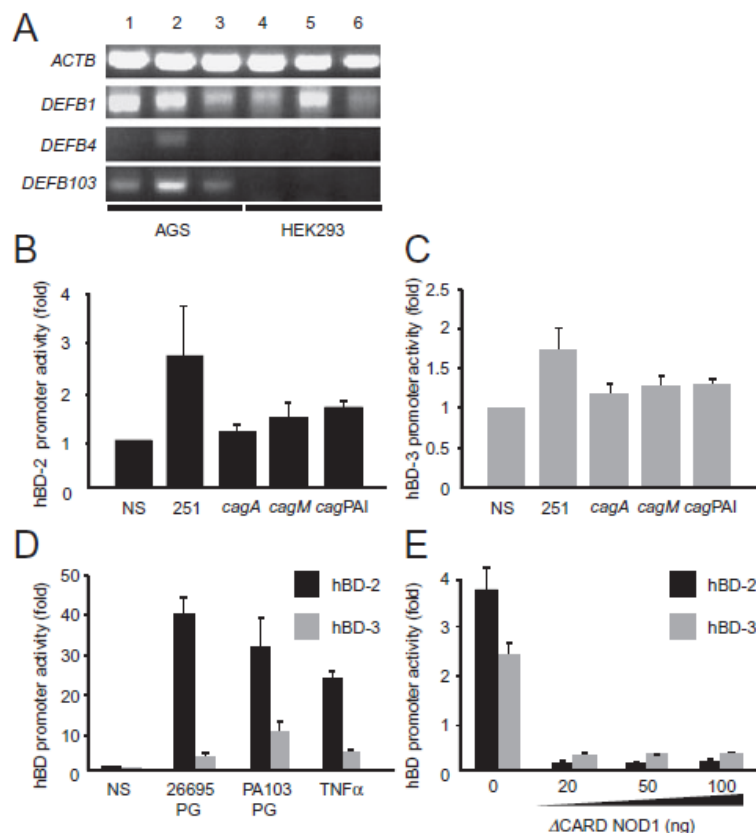 A
1 2 3 4 5 6
ACTB
DEFB1
DEFB4
DEFB103
AGS HEK293
B
hBD-2 promoter activity (fold)
4
3
2
1
0
NS 251 cagA cagM cagPAI
C
hBD-3 promoter activity (fold)
2.5
2
1.5
1
0.5
0
NS 251 cagA cagM cagPAI
D
hBD promoter activity (fold)
50
40
30
20
10
0
hBD-2
hBD-3
NS 26695 PA103 TNFα
PG PG
E
hBD promoter activity (fold)
4
3
2
1
0
hBD-2
hBD-3
0 20 50 100
ΔCARD NOD1 (ng)